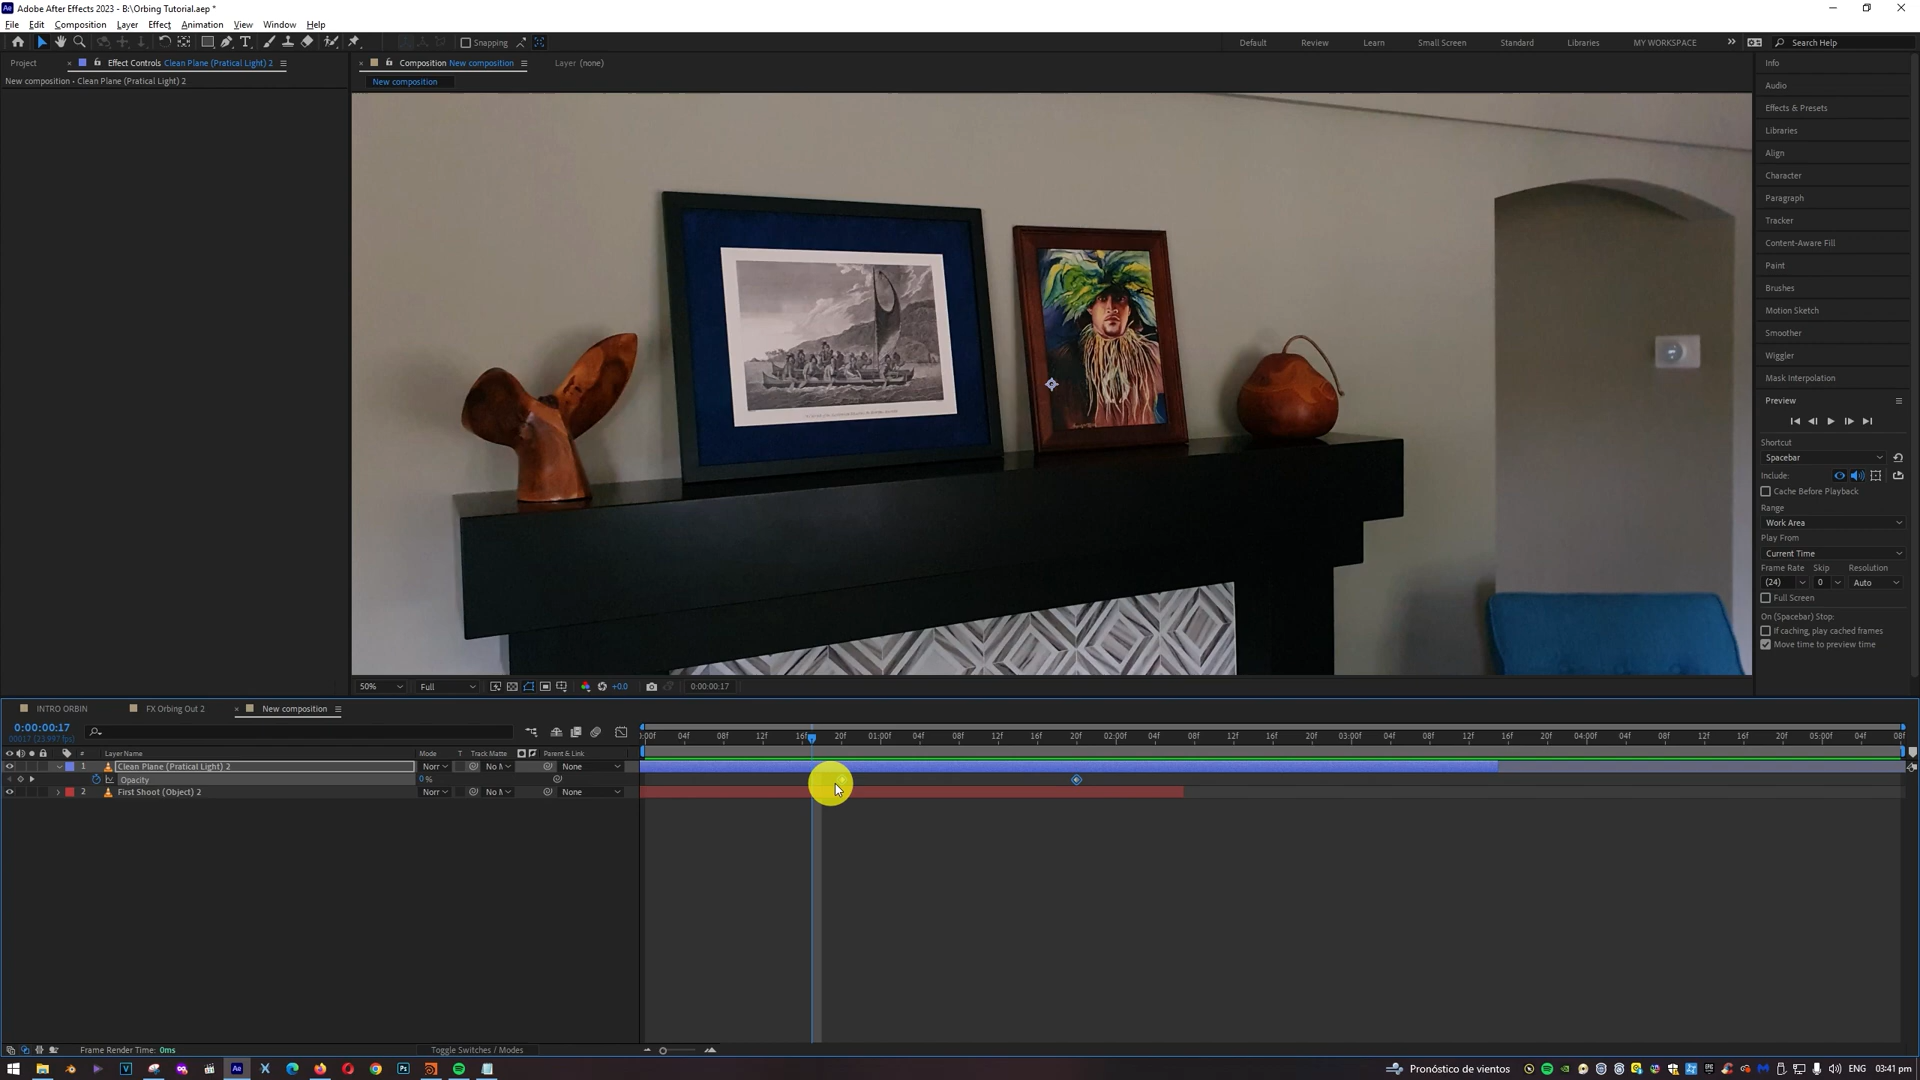 Adobe After Effects 2023 - B:\Orbing Tutorial.aep *
File Edit Composition Layer Effect Animation View Window Help
Snapping
Default Review Learn Small Screen Standard Libraries MY WORKSPACE
Search Help
Project
Effect Controls Clean Plane (Pratical Light) 2
Composition New composition
Layer (none)
New composition • Clean Plane (Pratical Light) 2
New composition
Info
Audio
Effects & Presets
Libraries
Align
Character
Paragraph
Tracker
Content-Aware Fill
Paint
Brushes
Motion Sketch
Smoother
Wiggler
Mask Interpolation
Preview
Shortcut
Spacebar
Include:
Cache Before Playback
Range
Work Area
Play From
Current Time
Frame Rate Skip Resolution
(24) 0 Auto
Full Screen
On (Spacebar) Stop:
If caching, play cached frames
Move time to preview time
50% Full +0.0 0:00:00:17
INTRO ORBIN FX Orbing Out 2 New composition
0:00:00:17
00017 (23.997 fps)
:00f 04f 08f 12f 16f 20f 01:00f 04f 08f 12f 16f 20f 02:00f 04f 08f 12f 16f 20f 03:00f 04f 08f 12f 16f 20f 04:00f 04f 08f 12f 16f 20f 05:00f 04f 08f
# Layer Name Mode T Track Matte Parent & Link
1 Clean Plane (Pratical Light) 2 Norr No M None
Opacity 0 %
2 First Shoot (Object) 2 Norr No M None
Frame Render Time: 0ms
Toggle Switches / Modes
Pronóstico de vientos ENG 03:41 pm